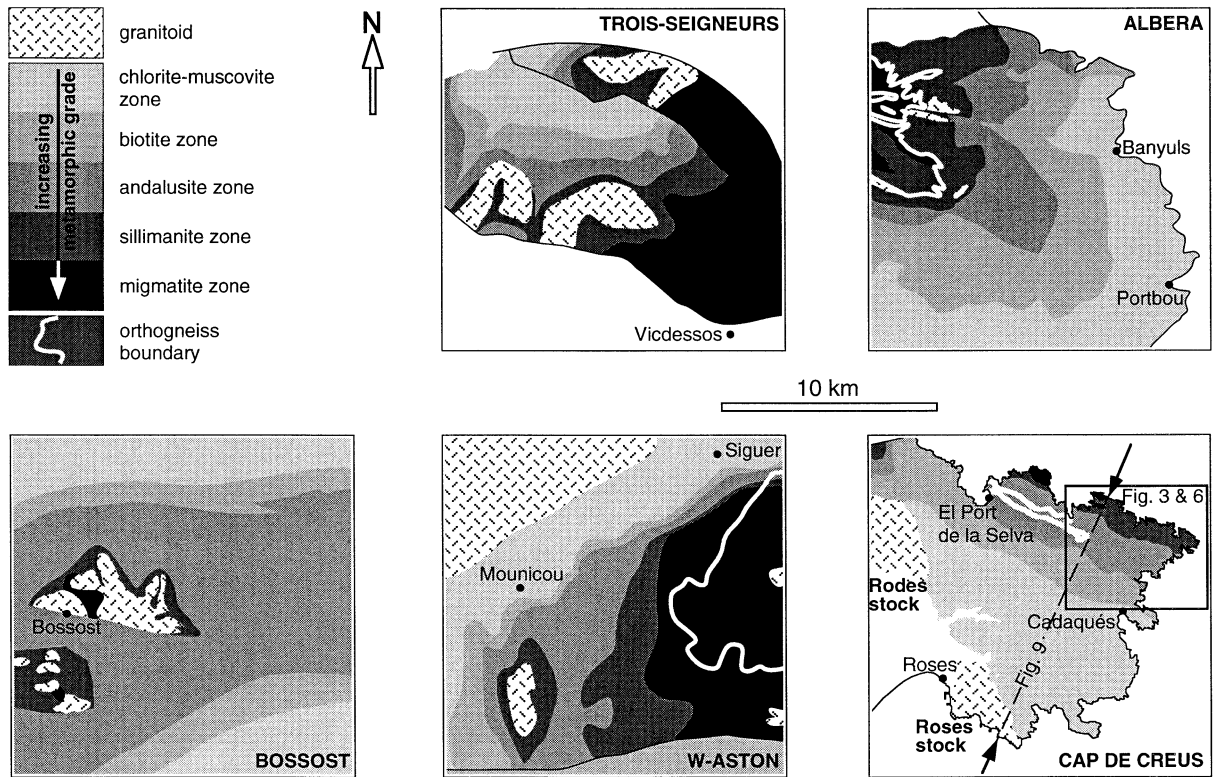 granitoid
chlorite-muscovite
zone
biotite zone
andalusite zone
sillimanite zone
migmatite zone
orthogneiss
boundary
increasing
metamorphic grade
N
TROIS-SEIGNEURS
Vicdessos
ALBERA
Banyuls
Portbou
10 km
Bossost
BOSSOST
Siguer
Mounicou
W-ASTON
Fig. 3 & 6
El Port
de la Selva
Rodes
stock
Cadaqués
Fig. 9
Roses
Roses
stock
CAP DE CREUS